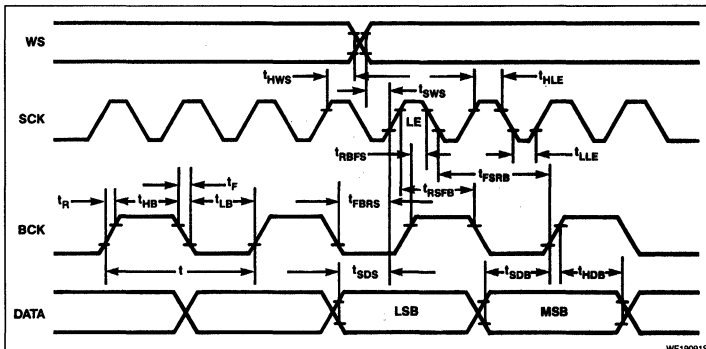 WS
tHWS
tSWS
tHLE
SCK
LE
tRBFS
tLLE
tFSRB
tR
tF
tHB
tLB
tFBRS
tRSFB
BCK
t
tSDS
tSDB
tHDB
DATA
LSB
MSB
WF19091S